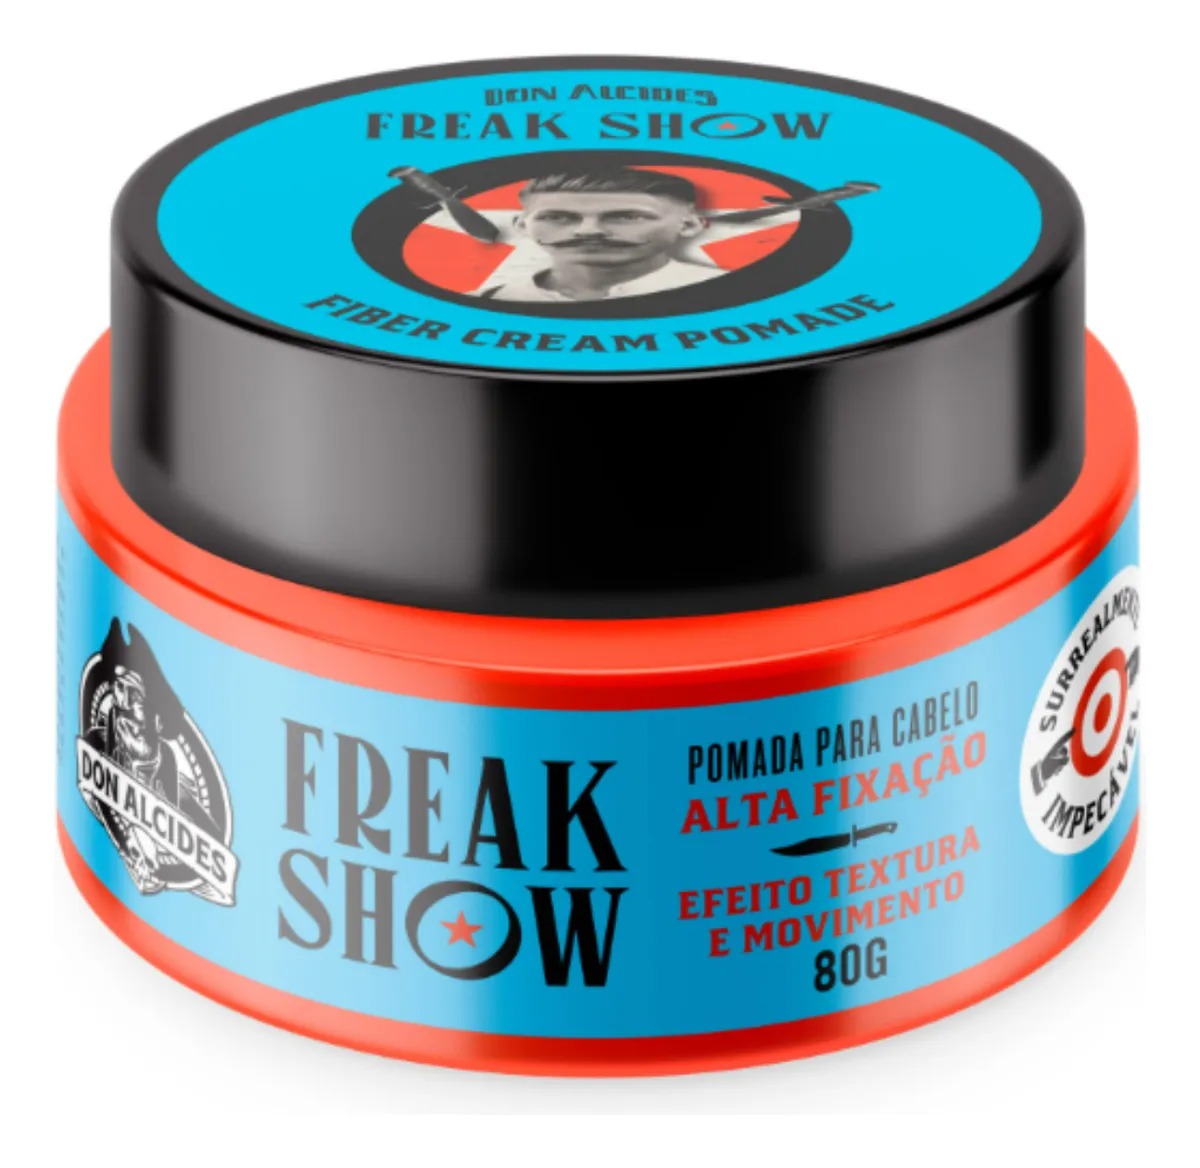 DON ALCIDES
FREAK SHOW
FIBER CREAM POMADE
DON ALCIDES
FREAK
SHOW
POMADA PARA CABELO
ALTA FIXAÇÃO
EFEITO TEXTURA
E MOVIMENTO
80G
SURREALMENTE
IMPECÁVEL